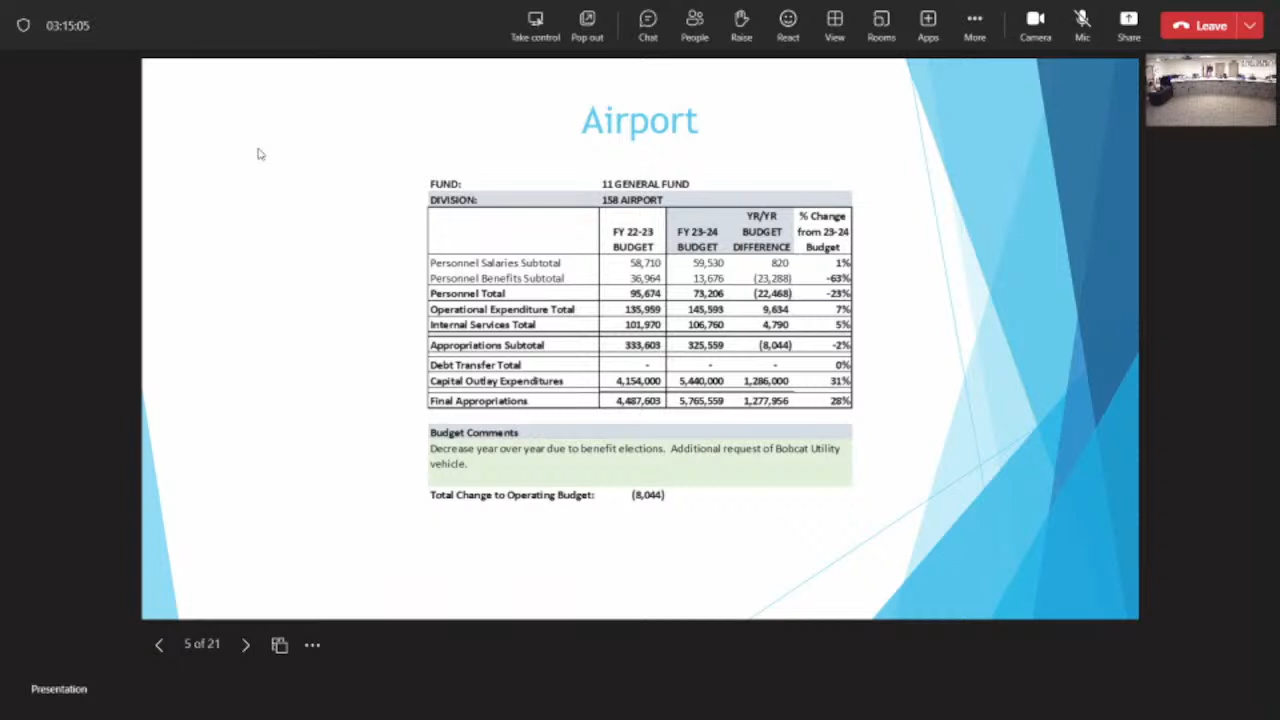 03:15:05
Take control Pop out Chat People Raise React View Rooms Apps More Camera Mic Share Leave
Airport
FUND: 11 GENERAL FUND
DIVISION: 158 AIRPORT
YR/YR % Change
FY 22-23 FY 23-24 BUDGET from 23-24
BUDGET BUDGET DIFFERENCE Budget
Personnel Salaries Subtotal 58,710 59,530 820 1%
Personnel Benefits Subtotal 36,964 13,676 (23,288) -63%
Personnel Total 95,674 73,206 (22,468) -23%
Operational Expenditure Total 135,959 145,593 9,634 7%
Internal Services Total 101,970 106,760 4,790 5%
Appropriations Subtotal 333,603 325,559 (8,044) -2%
Debt Transfer Total - - - 0%
Capital Outlay Expenditures 4,154,000 5,440,000 1,286,000 31%
Final Appropriations 4,487,603 5,765,559 1,277,956 28%
Budget Comments
Decrease year over year due to benefit elections. Additional request of Bobcat Utility
vehicle.
Total Change to Operating Budget: (8,044)
5 of 21
Presentation